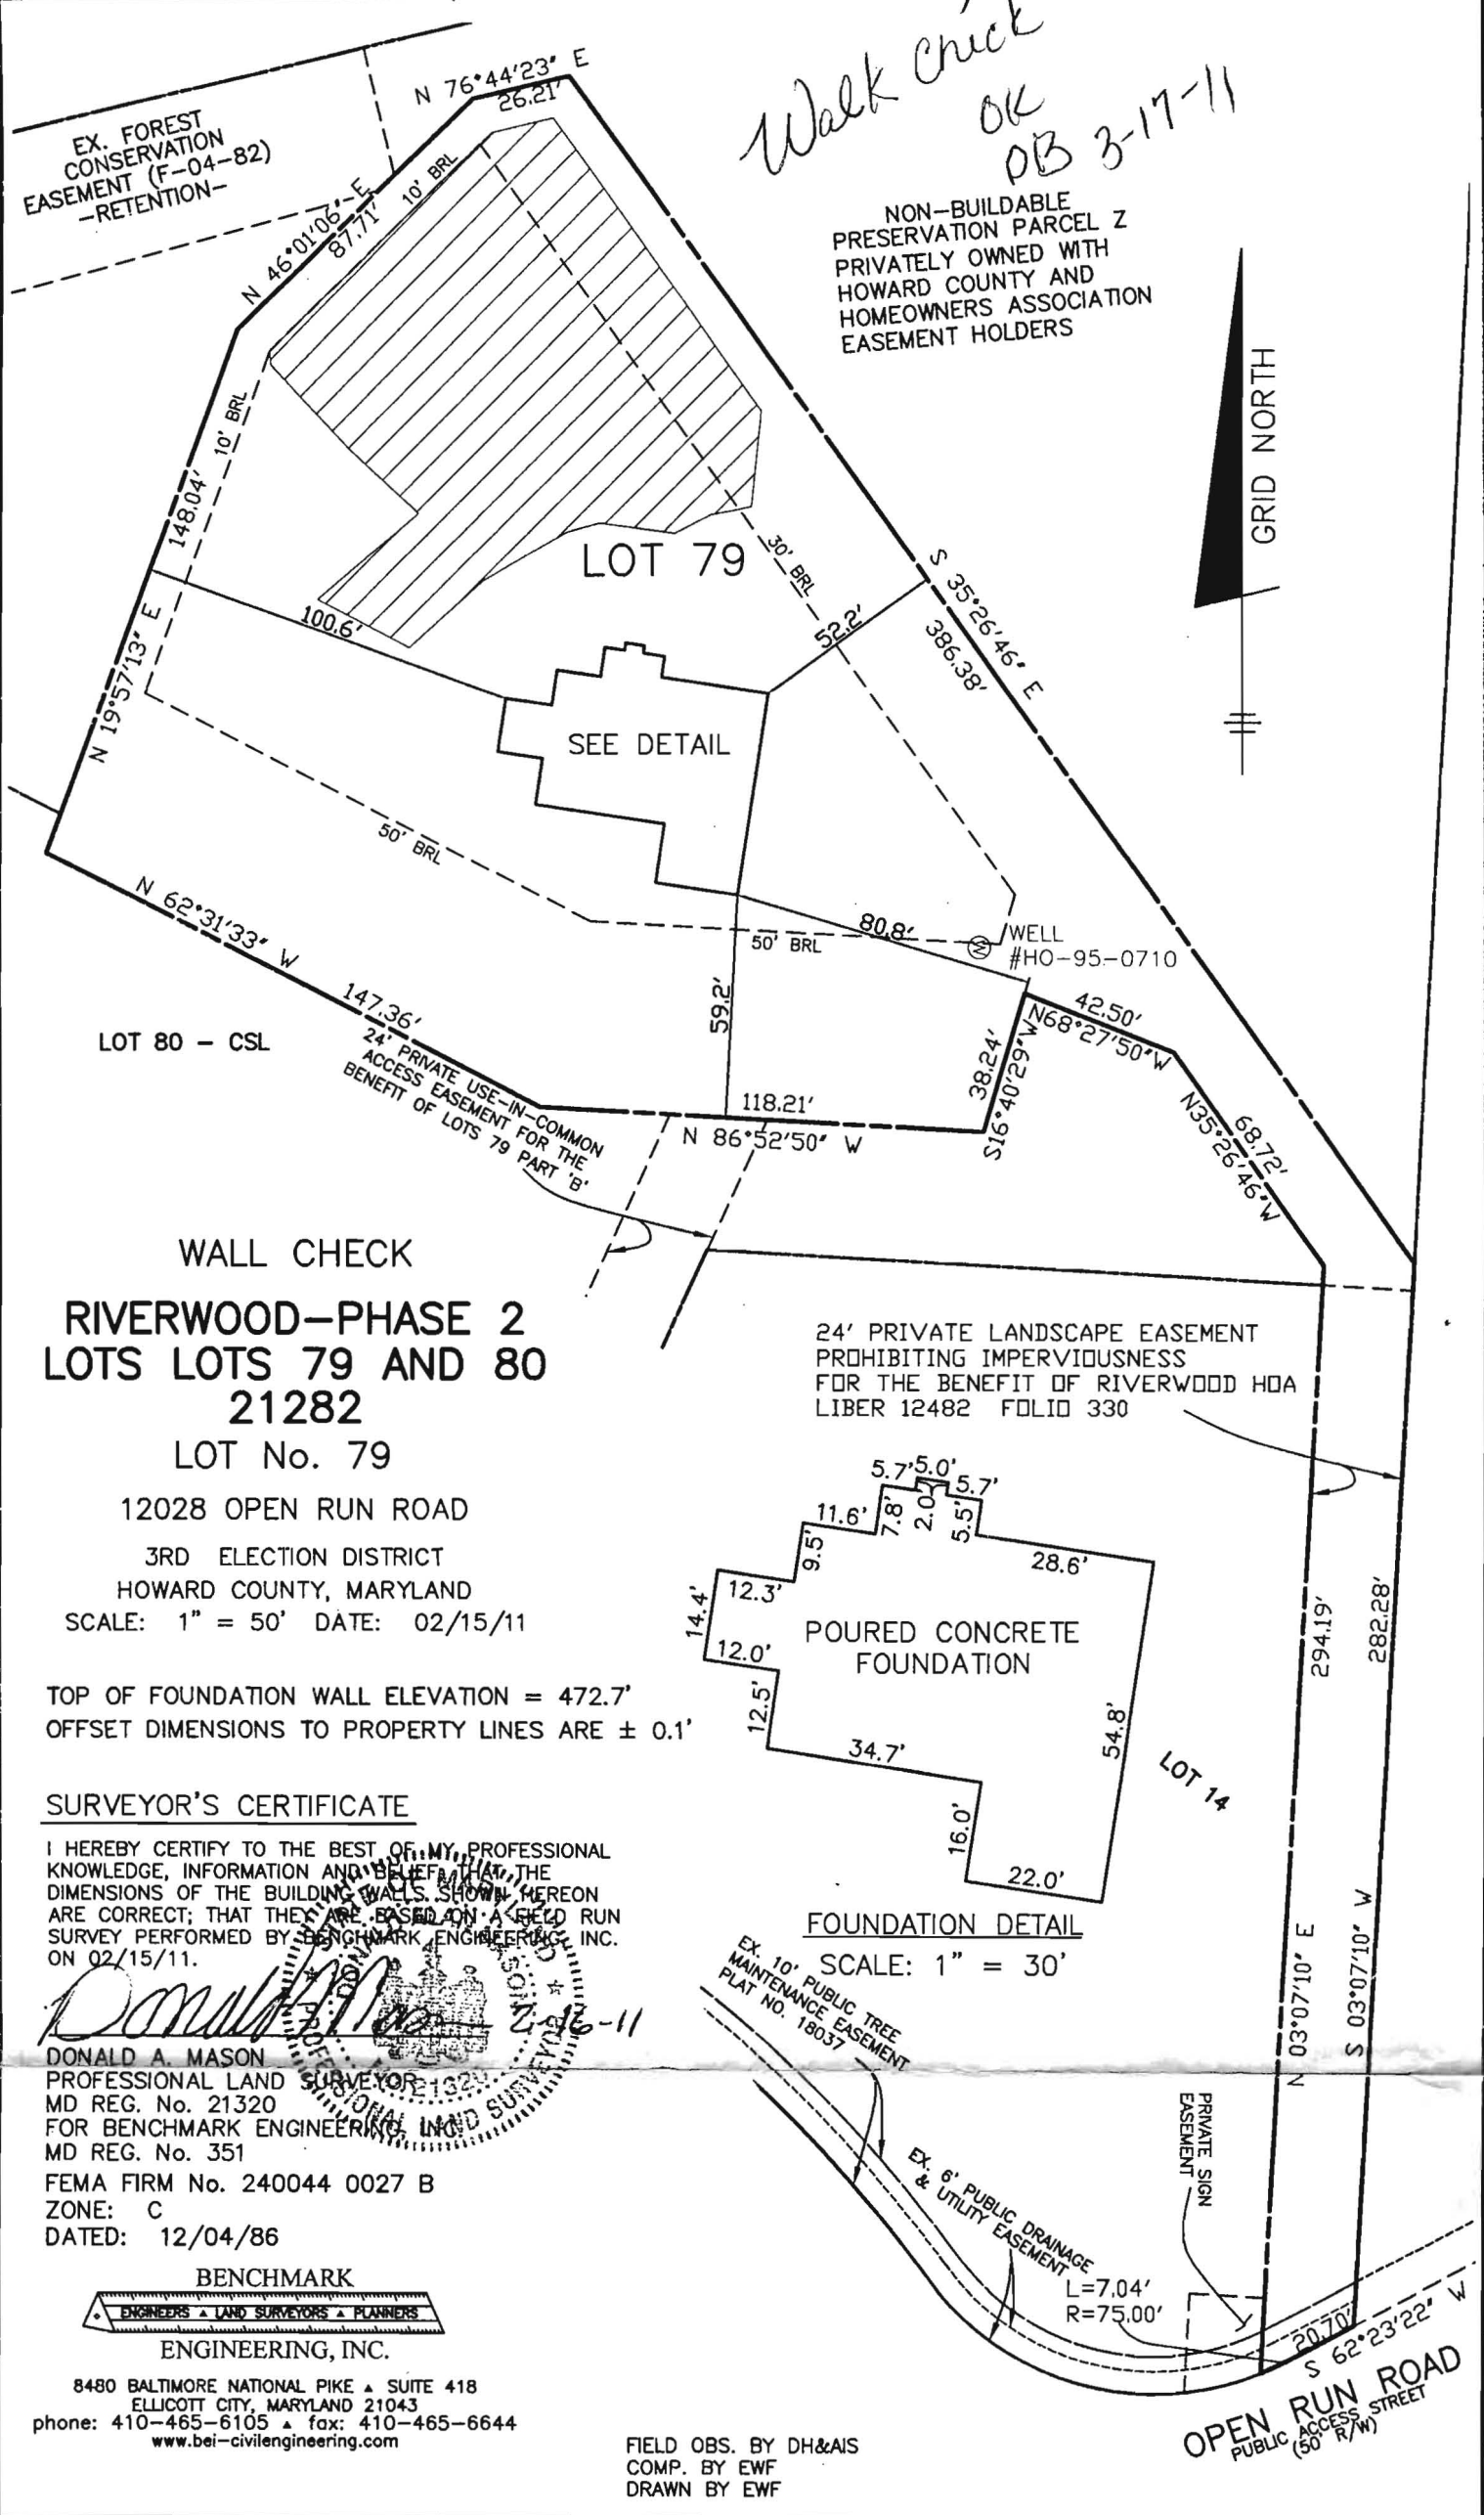 Walk Check
OK
DB 3-17-11
N 76°44'23" E
26.21'
EX. FOREST
CONSERVATION
EASEMENT (F-04-82)
-RETENTION-
N 46°01'06" E
87.71'
10' BRL
NON-BUILDABLE
PRESERVATION PARCEL Z
PRIVATELY OWNED WITH
HOWARD COUNTY AND
HOMEOWNERS ASSOCIATION
EASEMENT HOLDERS
GRID NORTH
10' BRL
148.04'
N 19°57'13" E
LOT 79
30' BRL
S 35°26'46" E
386.38'
100.6'
52.2'
SEE DETAIL
50' BRL
N 62°31'33" W
147.36'
80.8'
50' BRL
WELL
#HO-95-0710
59.2'
42.50'
N68°27'50"W
38.24'
S16°40'29"W
LOT 80 - CSL
24' PRIVATE USE-IN-COMMON
ACCESS EASEMENT FOR THE
BENEFIT OF LOTS 79 PART 'B'
118.21'
N 86°52'50" W
68.72'
N35°26'46"W
WALL CHECK
RIVERWOOD-PHASE 2
LOTS LOTS 79 AND 80
21282
LOT No. 79
12028 OPEN RUN ROAD
3RD ELECTION DISTRICT
HOWARD COUNTY, MARYLAND
SCALE: 1" = 50' DATE: 02/15/11
TOP OF FOUNDATION WALL ELEVATION = 472.7'
OFFSET DIMENSIONS TO PROPERTY LINES ARE ± 0.1'
24' PRIVATE LANDSCAPE EASEMENT
PROHIBITING IMPERVIOUSNESS
FOR THE BENEFIT OF RIVERWOOD HOA
LIBER 12482 FOLIO 330
5.7' 5.0' 5.7'
11.6' 7.8' 2.0 5.5'
9.5'
28.6'
12.3'
14.4'
POURED CONCRETE
FOUNDATION
12.0'
12.5'
34.7'
54.8'
16.0'
22.0'
LOT 14
294.19'
282.28'
FOUNDATION DETAIL
SCALE: 1" = 30'
N 03°07'10" E
S 03°07'10" W
SURVEYOR'S CERTIFICATE
I HEREBY CERTIFY TO THE BEST OF MY PROFESSIONAL
KNOWLEDGE, INFORMATION AND BELIEF THAT THE
DIMENSIONS OF THE BUILDING WALLS SHOWN HEREON
ARE CORRECT; THAT THEY ARE BASED ON A FIELD RUN
SURVEY PERFORMED BY BENCHMARK ENGINEERING, INC.
ON 02/15/11.
2-16-11
DONALD A. MASON
PROFESSIONAL LAND SURVEYOR
MD REG. No. 21320
FOR BENCHMARK ENGINEERING, INC.
MD REG. No. 351
FEMA FIRM No. 240044 0027 B
ZONE: C
DATED: 12/04/86
BENCHMARK
ENGINEERS ▲ LAND SURVEYORS ▲ PLANNERS
ENGINEERING, INC.
8480 BALTIMORE NATIONAL PIKE ▲ SUITE 418
ELLICOTT CITY, MARYLAND 21043
phone: 410-465-6105 ▲ fax: 410-465-6644
www.bei-civilengineering.com
EX. 10' PUBLIC TREE
MAINTENANCE EASEMENT
PLAT NO. 18037
EX. 6' PUBLIC DRAINAGE
& UTILITY EASEMENT
PRIVATE SIGN
EASEMENT
L=7.04'
R=75.00'
20.70'
S 62°23'22" W
OPEN RUN ROAD
PUBLIC ACCESS STREET
(50' R/W)
FIELD OBS. BY DH&AIS
COMP. BY EWF
DRAWN BY EWF